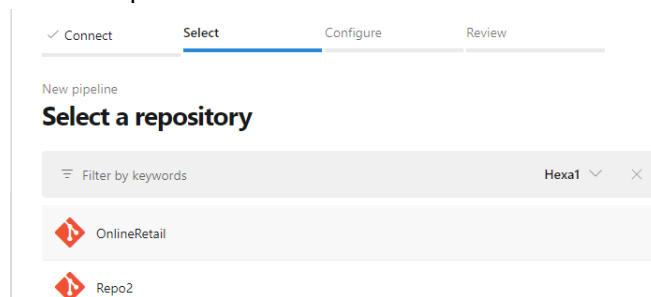 Connect Select Configure Review
New pipeline
Select a repository
Filter by keywords Hexa1
OnlineRetail
Repo2